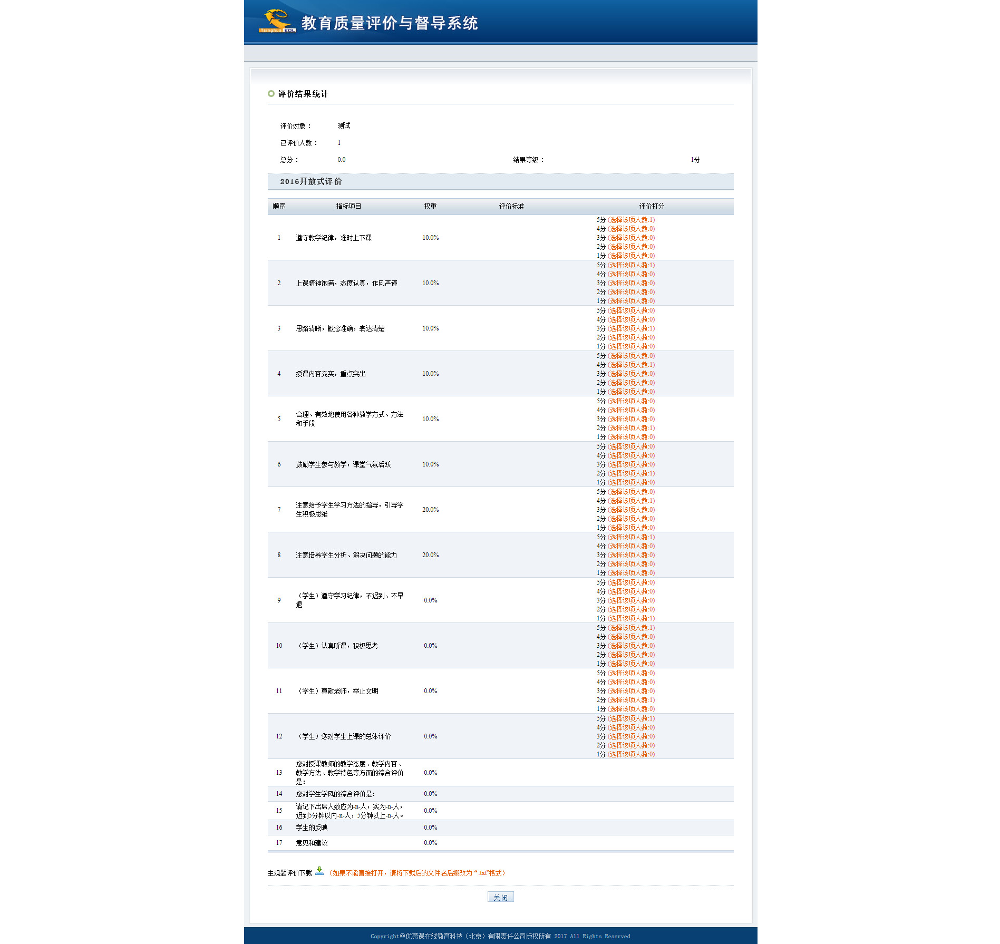 Tsinghua EOL 教育质量评价与督导系统
评价结果统计
评价对象： 测试
已评价人数： 1
总分： 0.0 结果等级： 1分
2016开放式评价
顺序 指标项目 权重 评价标准 评价打分
1 遵守教学纪律，准时上下课 10.0%
5分 (选择该项人数:1)
4分 (选择该项人数:0)
3分 (选择该项人数:0)
2分 (选择该项人数:0)
1分 (选择该项人数:0)
2 上课精神饱满，态度认真，作风严谨 10.0%
5分 (选择该项人数:1)
4分 (选择该项人数:0)
3分 (选择该项人数:0)
2分 (选择该项人数:0)
1分 (选择该项人数:0)
3 思路清晰，概念准确，表达清楚 10.0%
5分 (选择该项人数:0)
4分 (选择该项人数:0)
3分 (选择该项人数:1)
2分 (选择该项人数:0)
1分 (选择该项人数:0)
4 授课内容充实，重点突出 10.0%
5分 (选择该项人数:0)
4分 (选择该项人数:1)
3分 (选择该项人数:0)
2分 (选择该项人数:0)
1分 (选择该项人数:0)
5 合理、有效地使用各种教学方式、方法
和手段 10.0%
5分 (选择该项人数:0)
4分 (选择该项人数:0)
3分 (选择该项人数:0)
2分 (选择该项人数:1)
1分 (选择该项人数:0)
6 鼓励学生参与教学，课堂气氛活跃 10.0%
5分 (选择该项人数:0)
4分 (选择该项人数:0)
3分 (选择该项人数:0)
2分 (选择该项人数:1)
1分 (选择该项人数:0)
7 注意给予学生学习方法的指导，引导学
生积极思维 20.0%
5分 (选择该项人数:0)
4分 (选择该项人数:1)
3分 (选择该项人数:0)
2分 (选择该项人数:0)
1分 (选择该项人数:0)
8 注意培养学生分析、解决问题的能力 20.0%
5分 (选择该项人数:1)
4分 (选择该项人数:0)
3分 (选择该项人数:0)
2分 (选择该项人数:0)
1分 (选择该项人数:0)
9 （学生）遵守学习纪律，不迟到、不早
退 0.0%
5分 (选择该项人数:0)
4分 (选择该项人数:0)
3分 (选择该项人数:0)
2分 (选择该项人数:0)
1分 (选择该项人数:1)
10 （学生）认真听课，积极思考 0.0%
5分 (选择该项人数:1)
4分 (选择该项人数:0)
3分 (选择该项人数:0)
2分 (选择该项人数:0)
1分 (选择该项人数:0)
11 （学生）尊敬老师，举止文明 0.0%
5分 (选择该项人数:0)
4分 (选择该项人数:0)
3分 (选择该项人数:0)
2分 (选择该项人数:1)
1分 (选择该项人数:0)
12 （学生）您对学生上课的总体评价 0.0%
5分 (选择该项人数:1)
4分 (选择该项人数:0)
3分 (选择该项人数:0)
2分 (选择该项人数:0)
1分 (选择该项人数:0)
13 您对授课教师的教学态度、教学内容、
教学方法、教学特色等方面的综合评价
是： 0.0%
14 您对学生学风的综合评价是： 0.0%
15 请记下出席人数应为-n-人，实为-n-人，
迟到5分钟以内-n-人，5分钟以上-n-人。 0.0%
16 学生的反映 0.0%
17 意见和建议 0.0%
主观题评价下载 （如果不能直接打开，请将下载后的文件名后缀改为“.txt”格式）
关闭
Copyright©优慕课在线教育科技（北京）有限责任公司版权所有 2017 All Rights Reserved